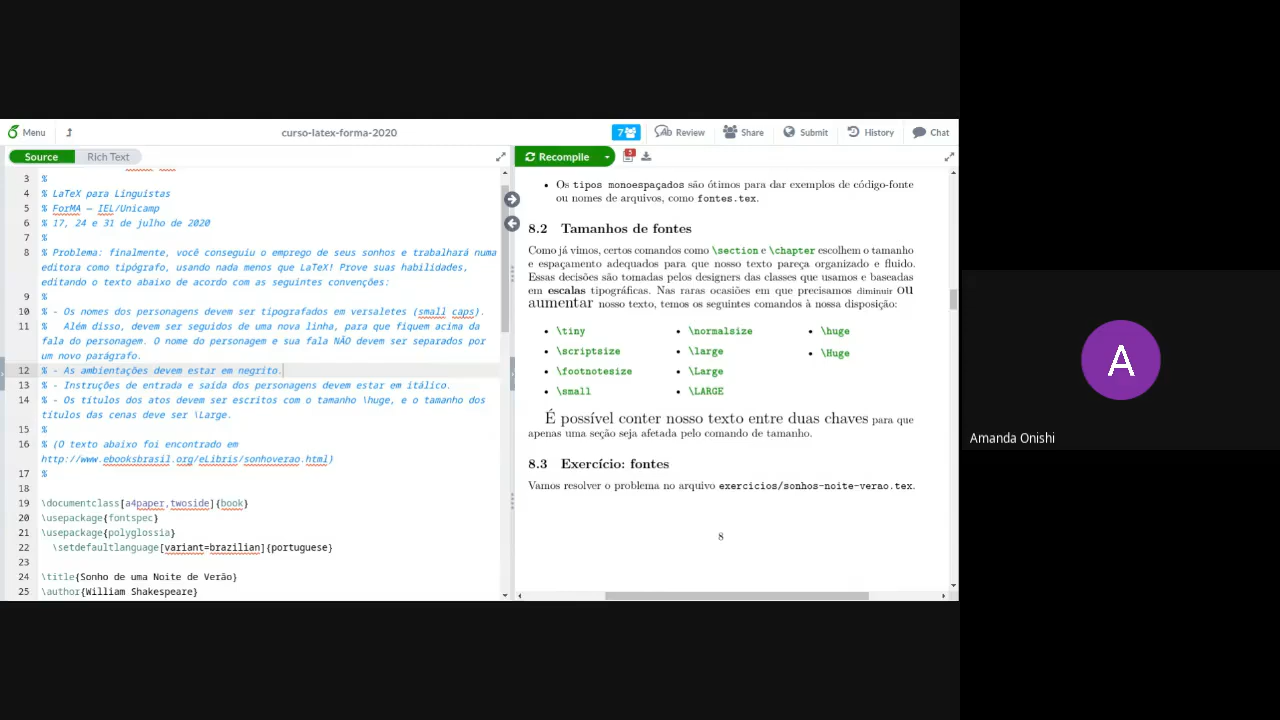 Menu
curso-latex-forma-2020
7
Review
Share
Submit
History
Chat
Source
Rich Text
Recompile
5
3 %
4 % LaTeX para Linguistas
5 % ForMA — IEL/Unicamp
6 % 17, 24 e 31 de julho de 2020
7 %
8 % Problema: finalmente, você conseguiu o emprego de seus sonhos e trabalhará numa
editora como tipógrafo, usando nada menos que LaTeX! Prove suas habilidades,
editando o texto abaixo de acordo com as seguintes convenções:
9 %
10 % - Os nomes dos personagens devem ser tipografados em versaletes (small caps).
11 % Além disso, devem ser seguidos de uma nova linha, para que fiquem acima da
fala do personagem. O nome do personagem e sua fala NÃO devem ser separados por
um novo parágrafo.
12 % - As ambientações devem estar em negrito.
13 % - Instruções de entrada e saída dos personagens devem estar em itálico.
14 % - Os títulos dos atos devem ser escritos com o tamanho \huge, e o tamanho dos
títulos das cenas deve ser \Large.
15 %
16 % (O texto abaixo foi encontrado em
http://www.ebooksbrasil.org/eLibris/sonhoverao.html)
17 %
18
19 \documentclass[a4paper,twoside]{book}
20 \usepackage{fontspec}
21 \usepackage{polyglossia}
22 \setdefaultlanguage[variant=brazilian]{portuguese}
23
24 \title{Sonho de uma Noite de Verão}
25 \author{William Shakespeare}
• Os tipos monoespaçados são ótimos para dar exemplos de código-fonte
ou nomes de arquivos, como fontes.tex.
8.2 Tamanhos de fontes
Como já vimos, certos comandos como \section e \chapter escolhem o tamanho
e espaçamento adequados para que nosso texto pareça organizado e fluido.
Essas decisões são tomadas pelos designers das classes que usamos e baseadas
em escalas tipográficas. Nas raras ocasiões em que precisamos diminuir ou
aumentar nosso texto, temos os seguintes comandos à nossa disposição:
• \tiny
• \scriptsize
• \footnotesize
• \small
• \normalsize
• \large
• \Large
• \LARGE
• \huge
• \Huge
É possível conter nosso texto entre duas chaves para que
apenas uma seção seja afetada pelo comando de tamanho.
8.3 Exercício: fontes
Vamos resolver o problema no arquivo exercicios/sonhos-noite-verao.tex.
8
A
Amanda Onishi